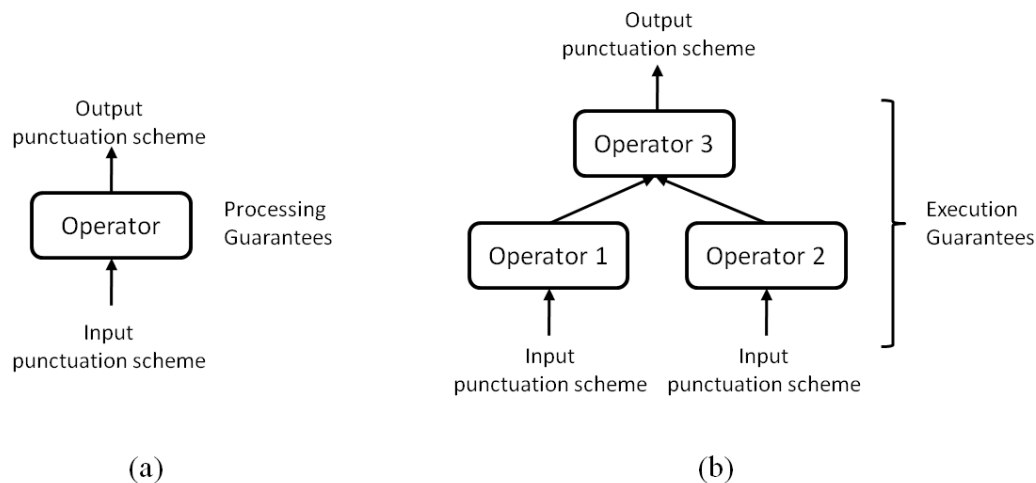 Output
punctuation scheme
Operator
Processing
Guarantees
Input
punctuation scheme
(a)
Output
punctuation scheme
Operator 3
Operator 1
Operator 2
Execution
Guarantees
Input
punctuation scheme
Input
punctuation scheme
(b)